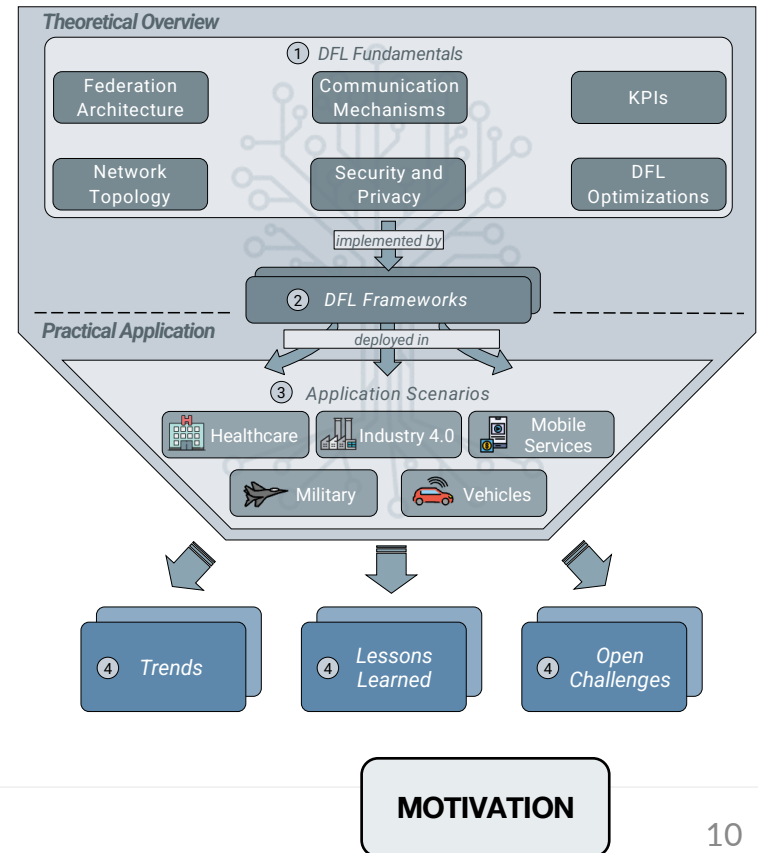 Theoretical Overview
1 DFL Fundamentals
Federation
Architecture
Communication
Mechanisms
KPIs
Network
Topology
Security and
Privacy
DFL
Optimizations
implemented by
2 DFL Frameworks
Practical Application
deployed in
3 Application Scenarios
Healthcare
Industry 4.0
Mobile
Services
Military
Vehicles
4 Trends
4 Lessons
Learned
4 Open
Challenges
MOTIVATION
10